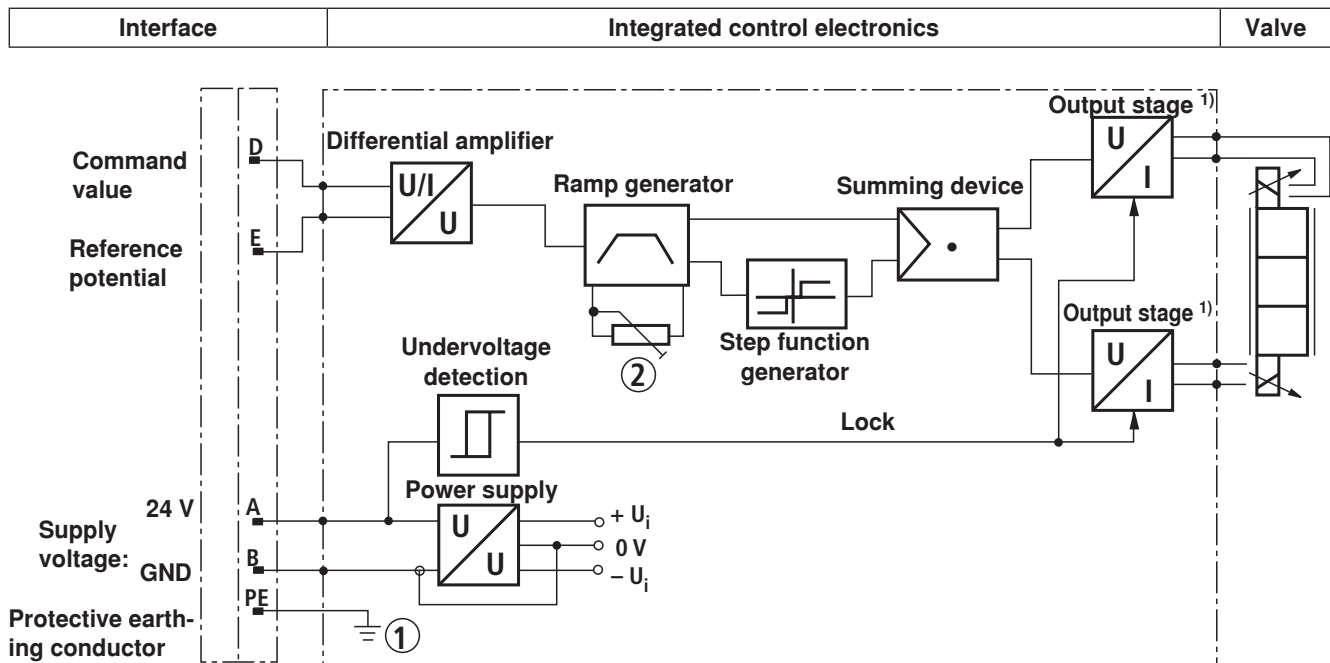 Interface
Integrated control electronics
Valve
Output stage 1)
Differential amplifier
D
Command
value
U/I
U
Ramp generator
Summing device
U
I
E
Reference
potential
Output stage 1)
Undervoltage
detection
2
Step function
generator
U
I
Lock
Power supply
24 V
A
Supply
voltage:
U
U
+ Ui
0 V
– Ui
GND
B
PE
Protective earth-
ing conductor
1